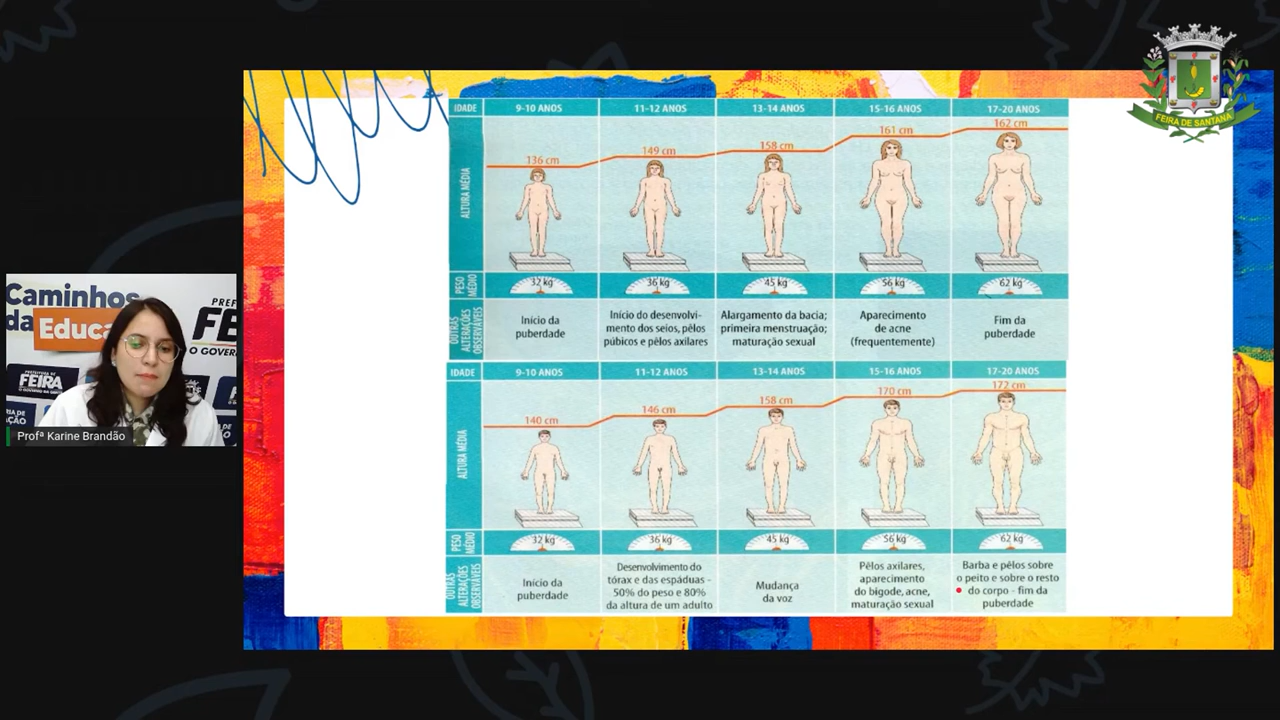 FEIRA DE SANTANA
IDADE 9-10 ANOS 11-12 ANOS 13-14 ANOS 15-16 ANOS 17-20 ANOS
ALTURA MÉDIA
136 cm 149 cm 158 cm 161 cm 162 cm
PESO MÉDIO
32 kg 36 kg 45 kg 56 kg 62 kg
OUTRAS ALTERAÇÕES OBSERVÁVEIS
Início da
puberdade
Início do desenvolvi-
mento dos seios, pêlos
púbicos e pêlos axilares
Alargamento da bacia;
primeira menstruação;
maturação sexual
Aparecimento
de acne
(frequentemente)
Fim da
puberdade
IDADE 9-10 ANOS 11-12 ANOS 13-14 ANOS 15-16 ANOS 17-20 ANOS
ALTURA MÉDIA
140 cm 146 cm 158 cm 170 cm 172 cm
PESO MÉDIO
32 kg 36 kg 45 kg 56 kg 62 kg
OUTRAS ALTERAÇÕES OBSERVÁVEIS
Início da
puberdade
Desenvolvimento do
tórax e das espáduas -
50% do peso e 80%
da altura de um adulto
Mudança
da voz
Pêlos axilares,
aparecimento
do bigode, acne,
maturação sexual
Barba e pêlos sobre
o peito e sobre o resto
do corpo - fim da
puberdade
Caminhos
da Educa
PREF
FE
O GOVER
PREFEITURA DE
FEIRA
Profª Karine Brandão